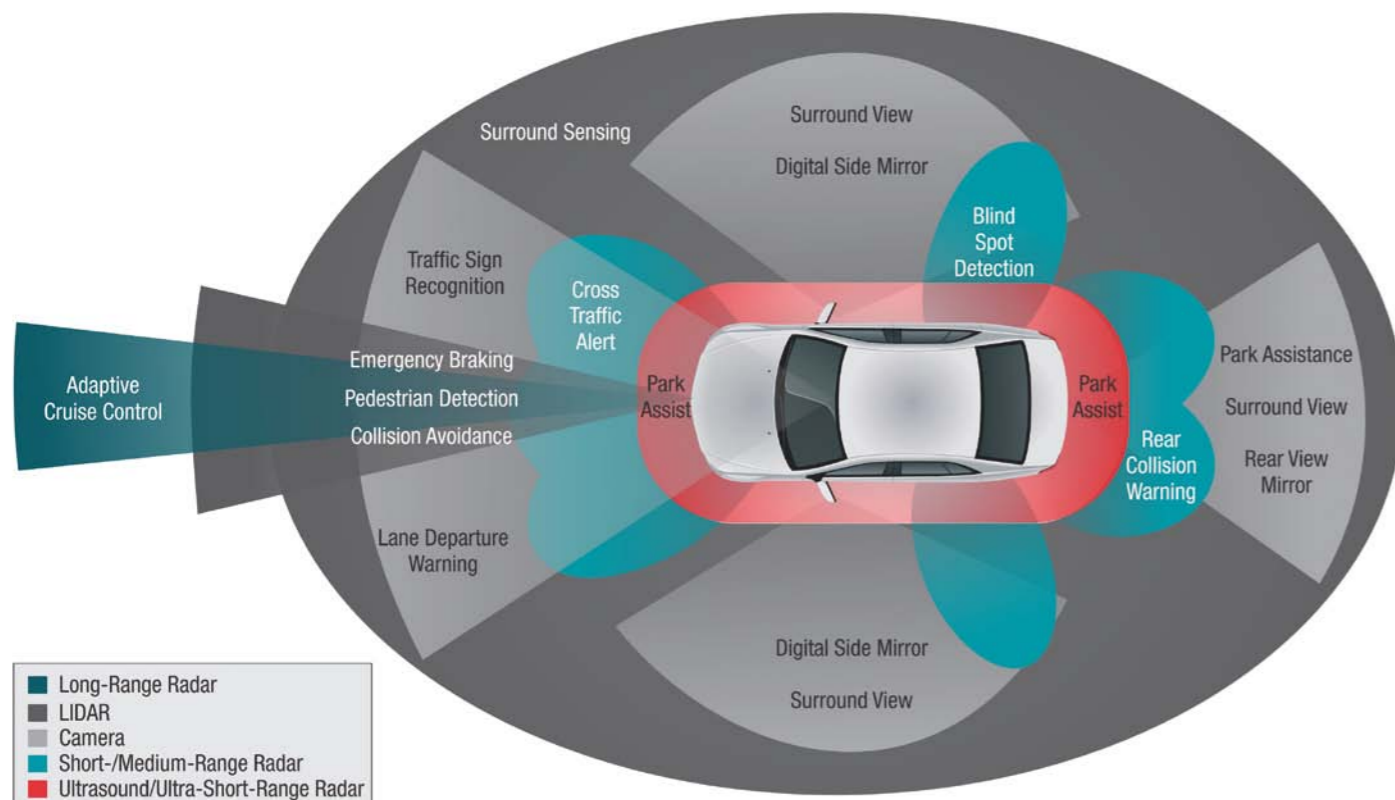 Surround Sensing
Surround View
Digital Side Mirror
Blind
Spot
Detection
Traffic Sign
Recognition
Cross
Traffic
Alert
Adaptive
Cruise Control
Emergency Braking
Pedestrian Detection
Collision Avoidance
Park
Assist
Park
Assist
Rear
Collision
Warning
Park Assistance
Surround View
Rear View
Mirror
Lane Departure
Warning
Digital Side Mirror
Surround View
Long-Range Radar
LIDAR
Camera
Short-/Medium-Range Radar
Ultrasound/Ultra-Short-Range Radar